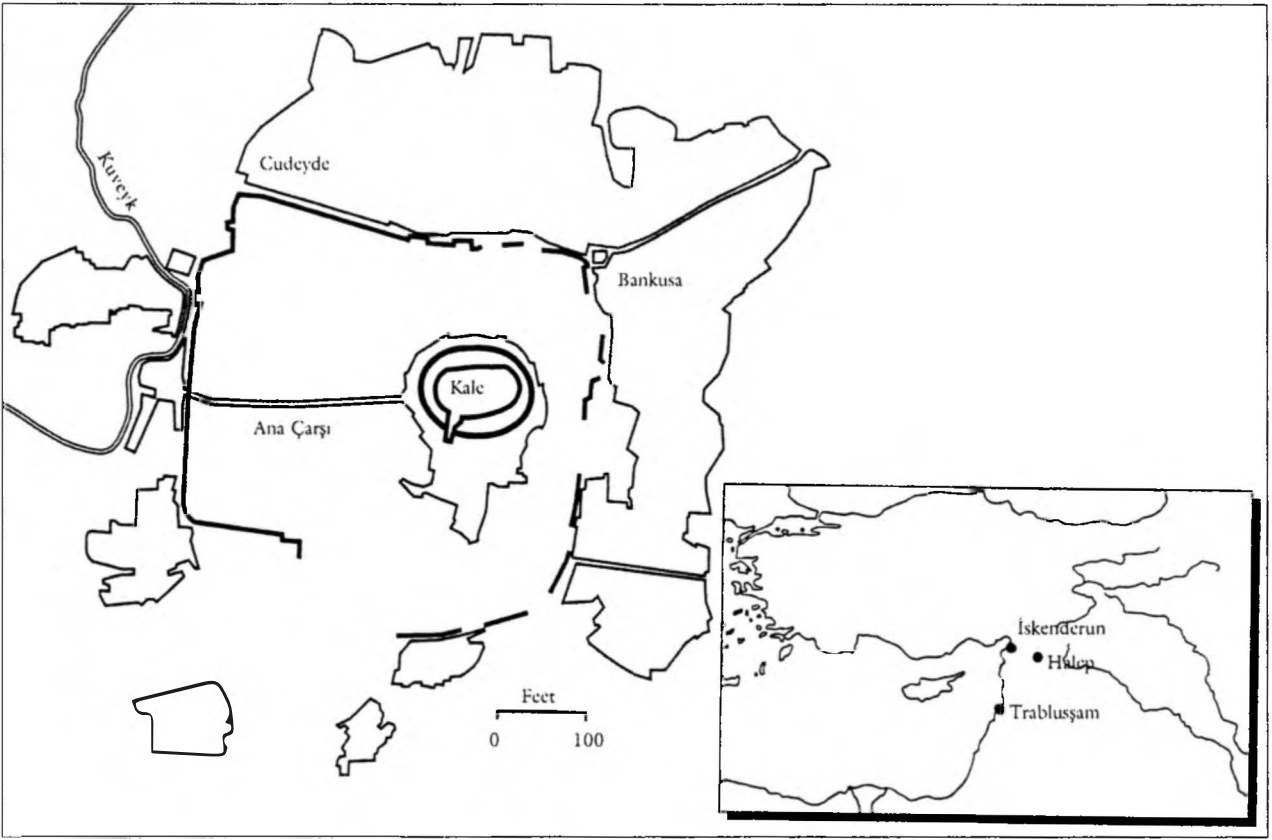 Kuveyk
Cudeyde
Bankusa
Kale
Ana Çarşı
Feet
0 100
İskenderun
Halep
Trablusşam